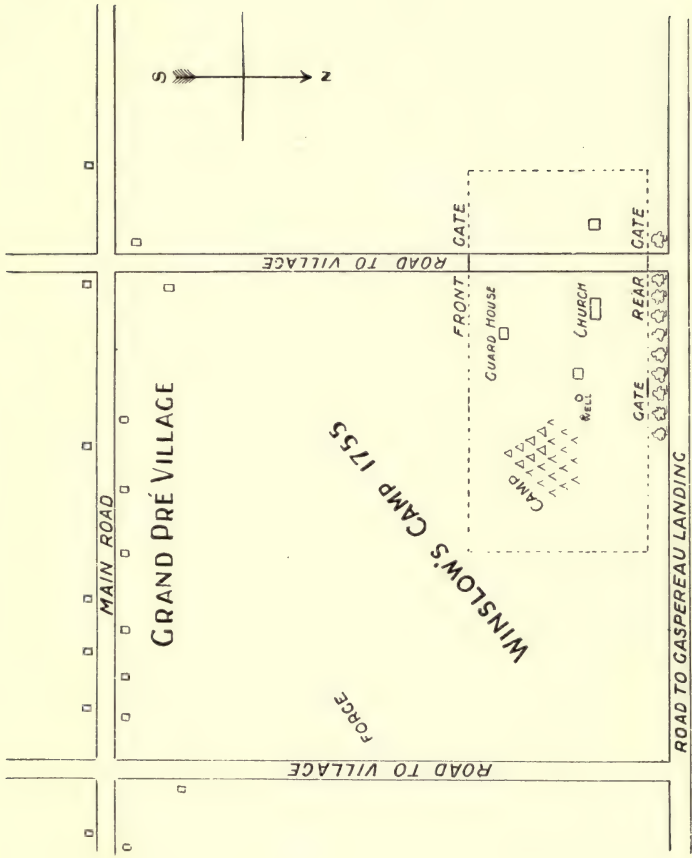 S
N
MAIN ROAD
GRAND PRÉ VILLAGE
ROAD TO VILLAGE
FRONT GATE
GUARD HOUSE
CHURCH
WELL
CAMP
REAR GATE
GATE
WINSLOW'S CAMP 1755
FORGE
ROAD TO VILLAGE
ROAD TO GASPEREAU LANDING